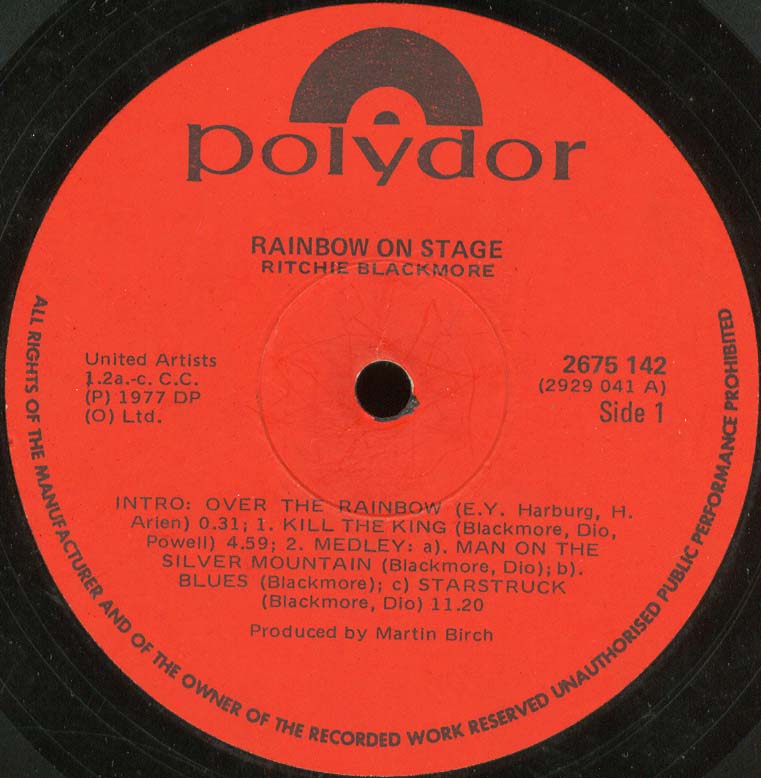 polydor
RAINBOW ON STAGE
RITCHIE BLACKMORE
United Artists
1.2a.-c. C.C.
(P) 1977 DP
(O) Ltd.
2675 142
(2929 041 A)
Side 1
INTRO: OVER THE RAINBOW (E.Y. Harburg, H.
Arien) 0.31; 1. KILL THE KING (Blackmore, Dio,
Powell) 4.59; 2. MEDLEY: a). MAN ON THE
SILVER MOUNTAIN (Blackmore, Dio); b).
BLUES (Blackmore); c) STARSTRUCK
(Blackmore, Dio) 11.20
Produced by Martin Birch
ALL RIGHTS OF THE MANUFACTURER AND OF THE OWNER OF THE RECORDED WORK RESERVED UNAUTHORISED PUBLIC PERFORMANCE PROHIBITED